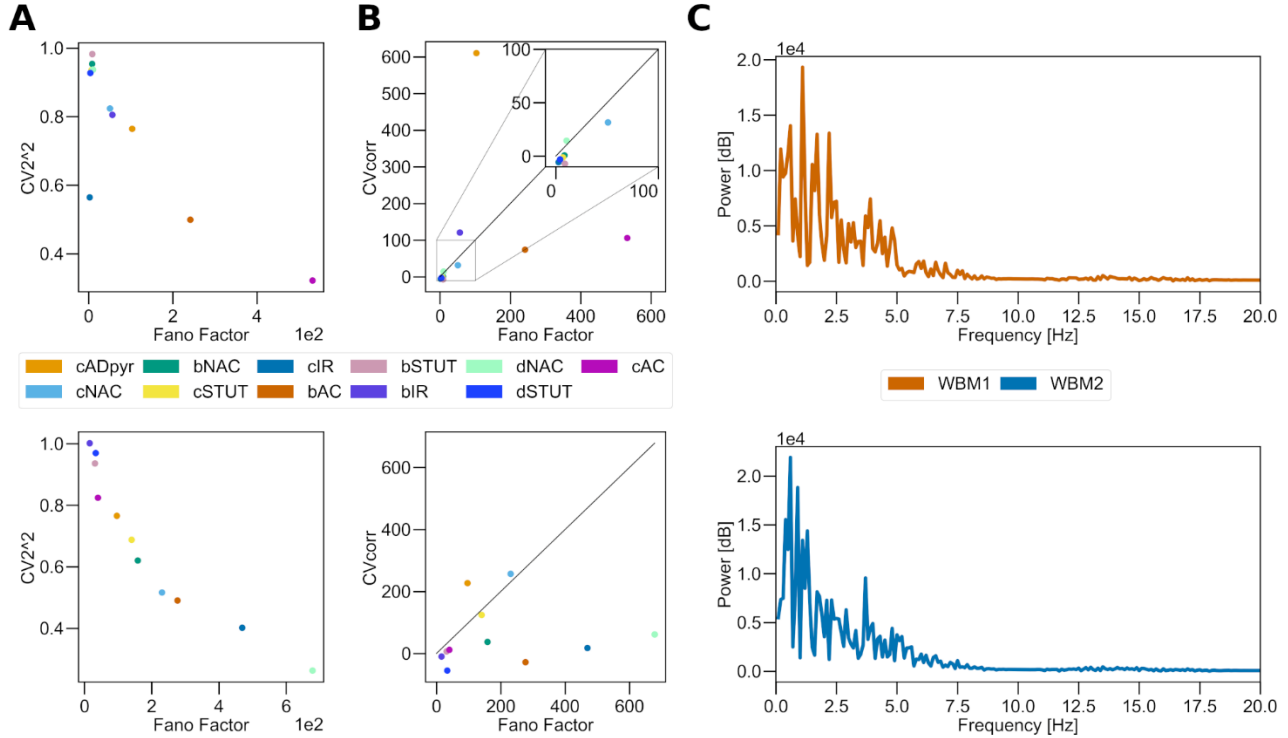 A
B
C
1.0
0.8
0.6
0.4
CV2^2
0
2
4
Fano Factor
1e2
600
500
400
300
200
100
0
CVcorr
0
200
400
600
Fano Factor
100
50
0
0
100
1e4
2.0
1.5
1.0
0.5
0.0
Power [dB]
0.0
2.5
5.0
7.5
10.0
12.5
15.0
17.5
20.0
Frequency [Hz]
cADpyr
bNAC
cIR
bSTUT
dNAC
cAC
cNAC
cSTUT
bAC
bIR
dSTUT
WBM1
WBM2
1.0
0.8
0.6
0.4
CV2^2
0
2
4
6
Fano Factor
1e2
600
400
200
0
CVcorr
0
200
400
600
Fano Factor
1e4
2.0
1.5
1.0
0.5
0.0
Power [dB]
0.0
2.5
5.0
7.5
10.0
12.5
15.0
17.5
20.0
Frequency [Hz]